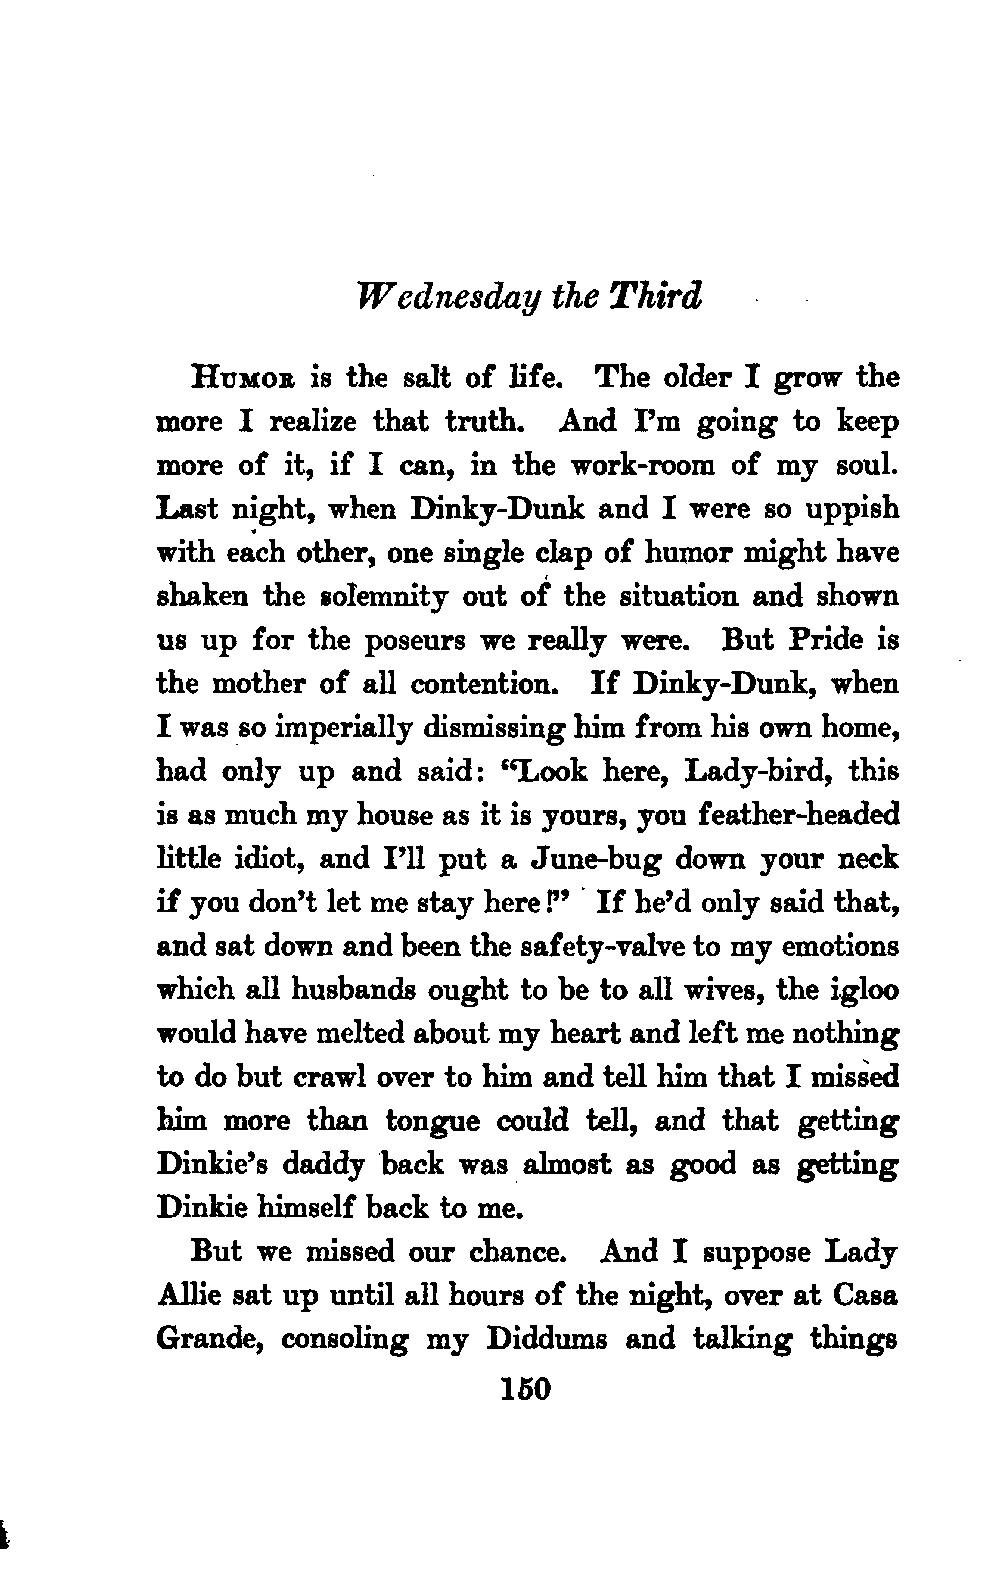 Wednesday the Third
HUMOR is the salt of life. The older I grow the
more I realize that truth. And I'm going to keep
more of it, if I can, in the work-room of my soul.
Last night, when Dinky-Dunk and I were so uppish
with each other, one single clap of humor might have
shaken the solemnity out of the situation and shown
us up for the poseurs we really were. But Pride is
the mother of all contention. If Dinky-Dunk, when
I was so imperially dismissing him from his own home,
had only up and said: "Look here, Lady-bird, this
is as much my house as it is yours, you feather-headed
little idiot, and I'll put a June-bug down your neck
if you don't let me stay here!" If he'd only said that,
and sat down and been the safety-valve to my emotions
which all husbands ought to be to all wives, the igloo
would have melted about my heart and left me nothing
to do but crawl over to him and tell him that I missed
him more than tongue could tell, and that getting
Dinkie's daddy back was almost as good as getting
Dinkie himself back to me.
But we missed our chance. And I suppose Lady
Allie sat up until all hours of the night, over at Casa
Grande, consoling my Diddums and talking things
150